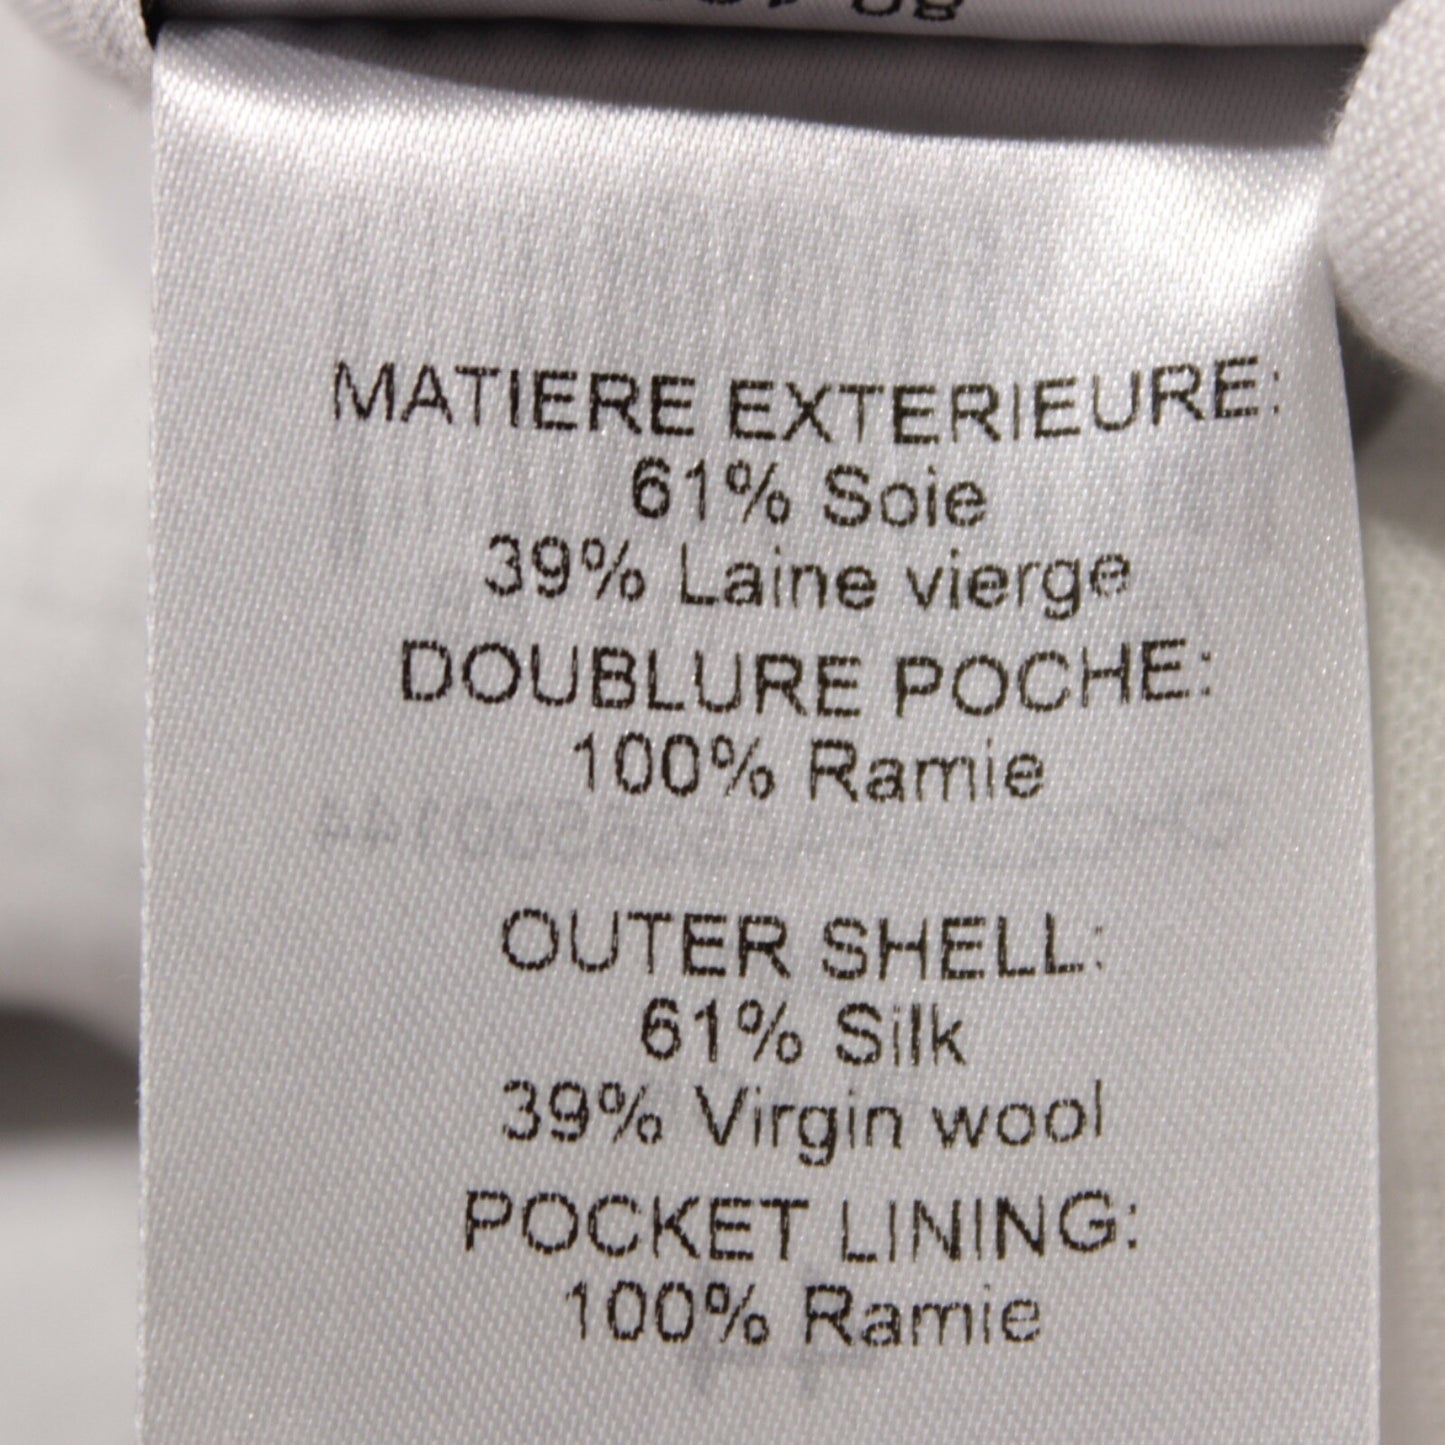 MATIERE EXTERIEURE:
61% Soie
39% Laine vierge
DOUBLURE POCHE:
100% Ramie
OUTER SHELL:
61% Silk
39% Virgin wool
POCKET LINING:
100% Ramie